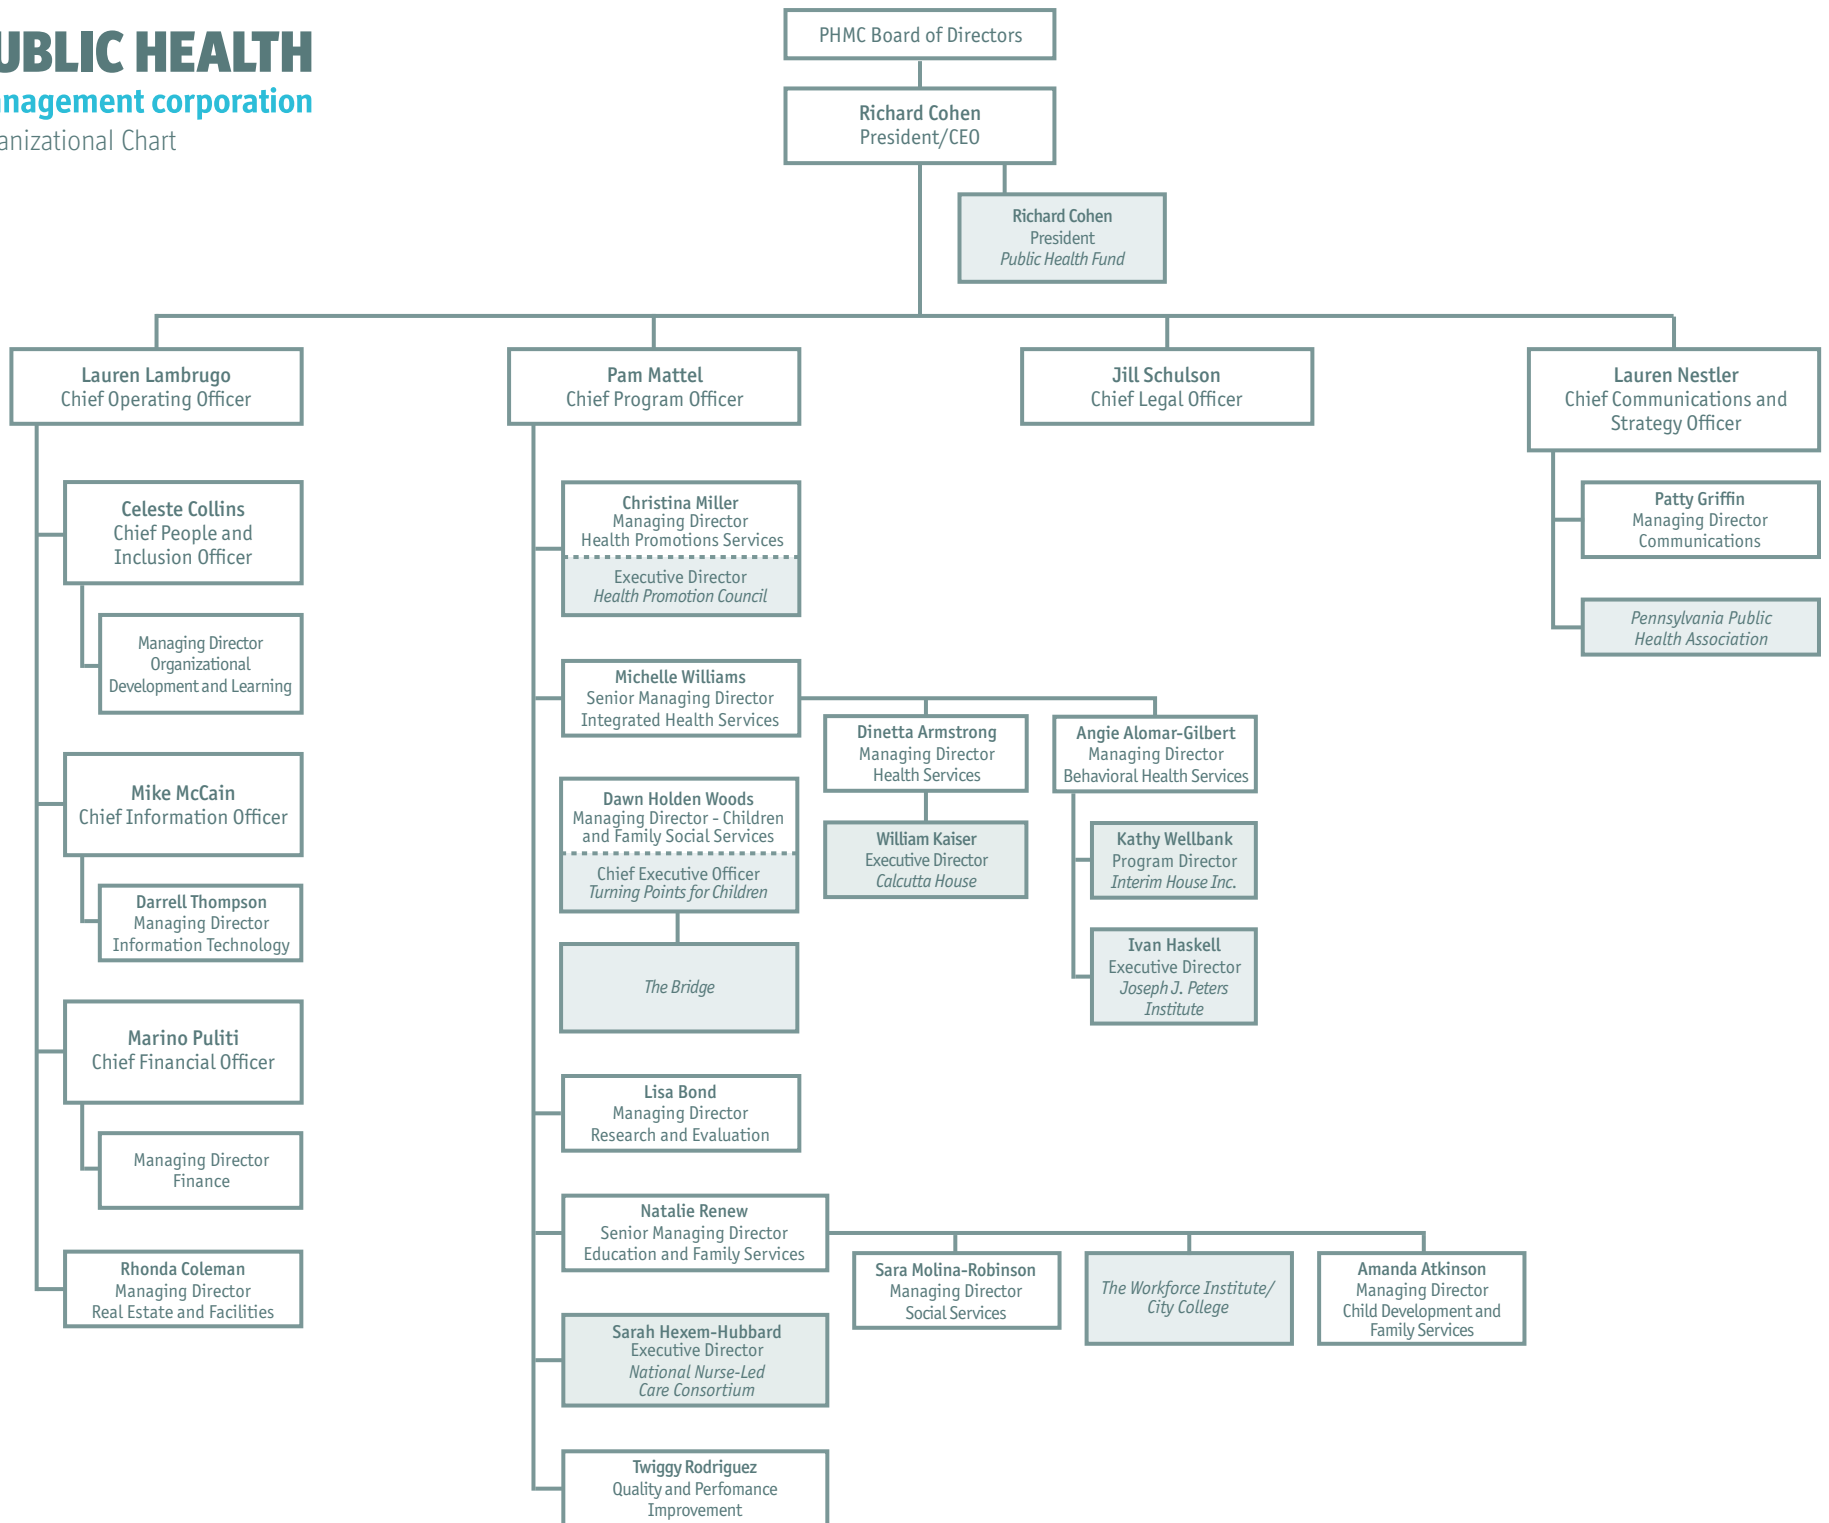 UBLIC HEALTH
nagement corporation
anizational Chart
PHMC Board of Directors
Richard Cohen
President/CEO
Richard Cohen
President
Public Health Fund
Lauren Lambrugo
Chief Operating Officer
Pam Mattel
Chief Program Officer
Jill Schulson
Chief Legal Officer
Lauren Nestler
Chief Communications and
Strategy Officer
Celeste Collins
Chief People and
Inclusion Officer
Managing Director
Organizational
Development and Learning
Mike McCain
Chief Information Officer
Darrell Thompson
Managing Director
Information Technology
Marino Puliti
Chief Financial Officer
Managing Director
Finance
Rhonda Coleman
Managing Director
Real Estate and Facilities
Christina Miller
Managing Director
Health Promotions Services
Executive Director
Health Promotion Council
Michelle Williams
Senior Managing Director
Integrated Health Services
Dinetta Armstrong
Managing Director
Health Services
William Kaiser
Executive Director
Calcutta House
Angie Alomar-Gilbert
Managing Director
Behavioral Health Services
Kathy Wellbank
Program Director
Interim House Inc.
Ivan Haskell
Executive Director
Joseph J. Peters
Institute
Dawn Holden Woods
Managing Director - Children
and Family Social Services
Chief Executive Officer
Turning Points for Children
The Bridge
Lisa Bond
Managing Director
Research and Evaluation
Natalie Renew
Senior Managing Director
Education and Family Services
Sara Molina-Robinson
Managing Director
Social Services
The Workforce Institute/
City College
Amanda Atkinson
Managing Director
Child Development and
Family Services
Sarah Hexem-Hubbard
Executive Director
National Nurse-Led
Care Consortium
Twiggy Rodriguez
Quality and Perfomance
Improvement
Patty Griffin
Managing Director
Communications
Pennsylvania Public
Health Association